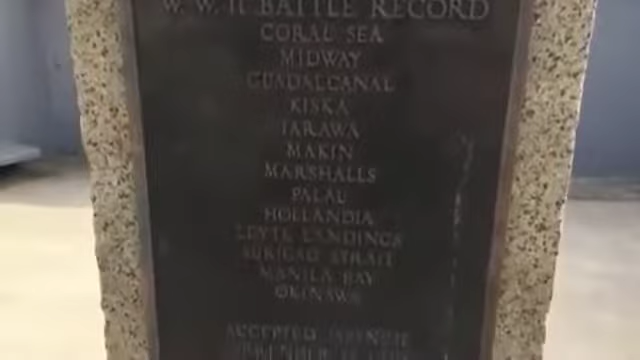 W. W. II BATTLE RECORD
CORAL SEA
MIDWAY
GUADALCANAL
KISKA
TARAWA
MAKIN
MARSHALLS
PALAU
HOLLANDIA
LEYTE LANDINGS
SURIGAO STRAIT
MANILA BAY
OKINAWA
ACCEPTED JAPANESE